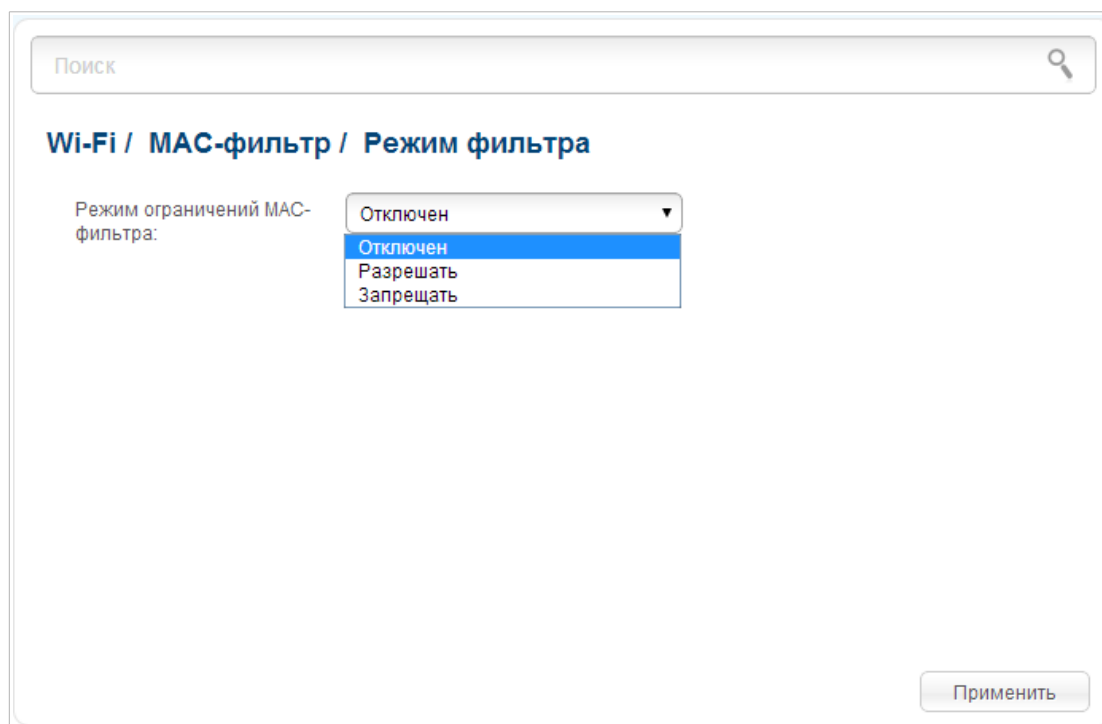 Поиск
Wi-Fi / MAC-фильтр / Режим фильтра
Режим ограничений MAC-
фильтра:
Отключен
Отключен
Разрешать
Запрещать
Применить